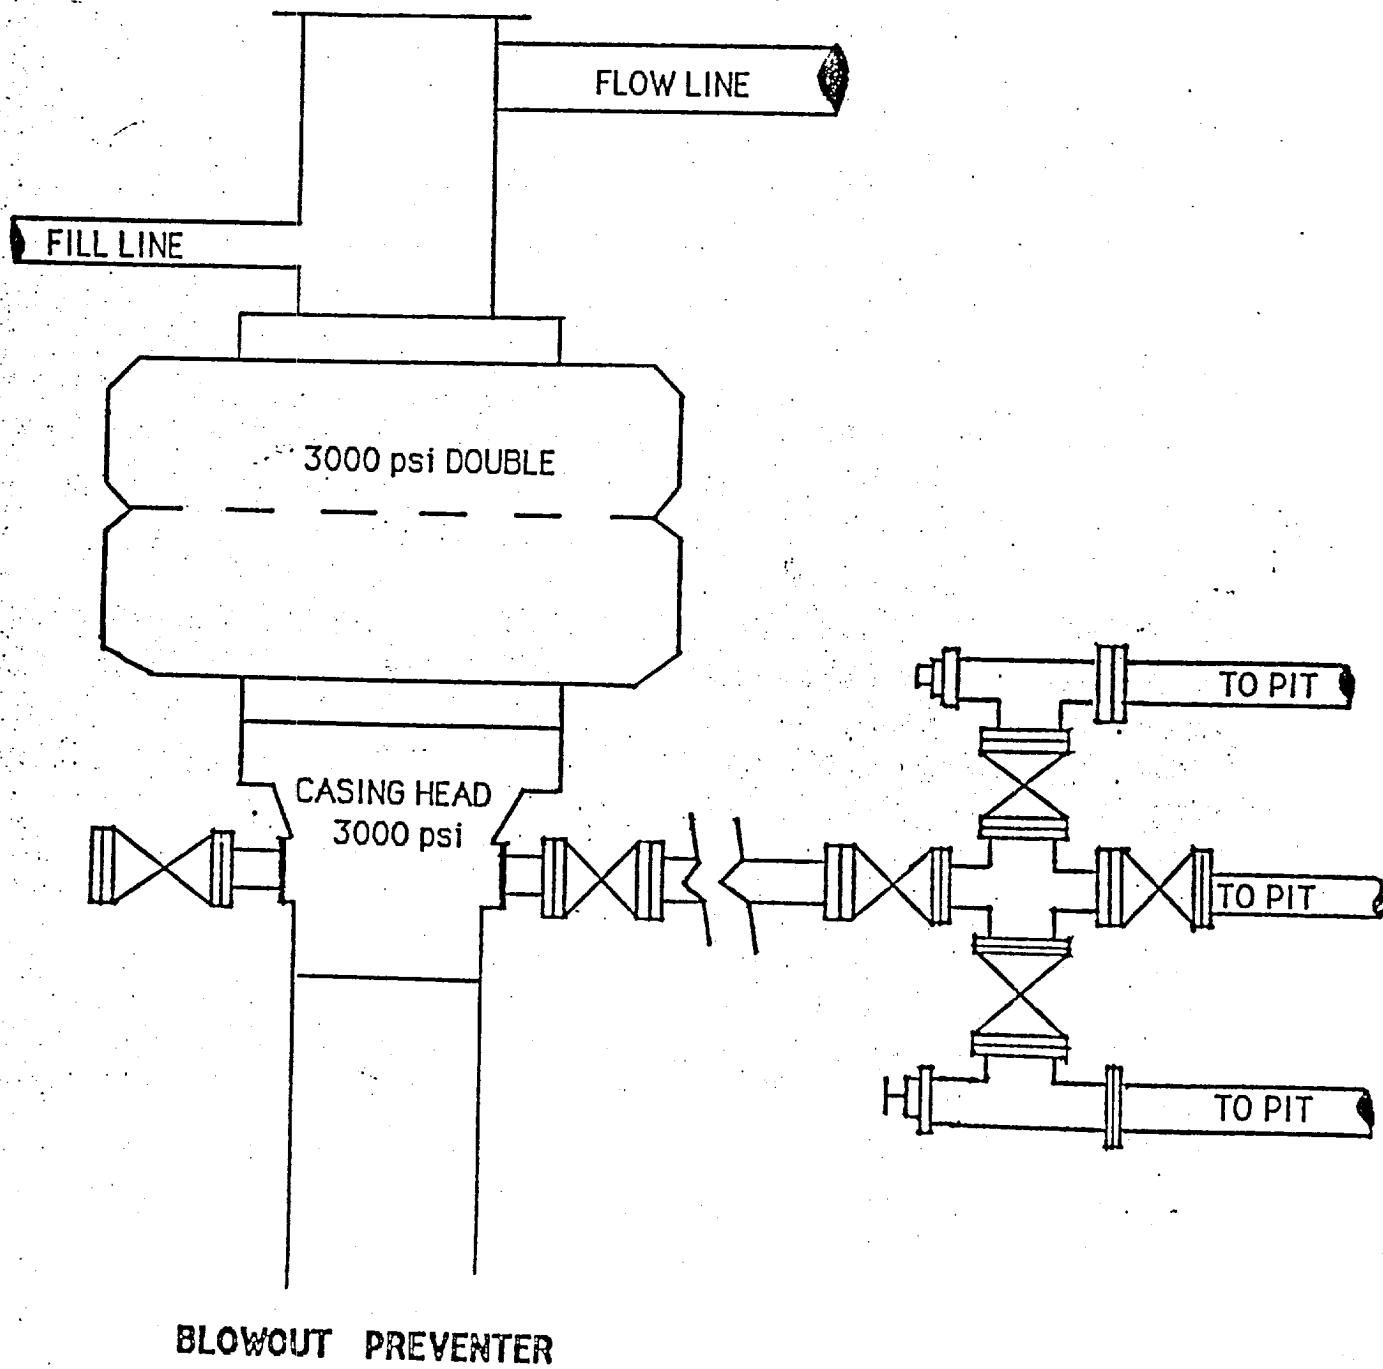 FLOW LINE
FILL LINE
3000 psi DOUBLE
TO PIT
CASING HEAD
3000 psi
TO PIT
TO PIT
BLOWOUT PREVENTER